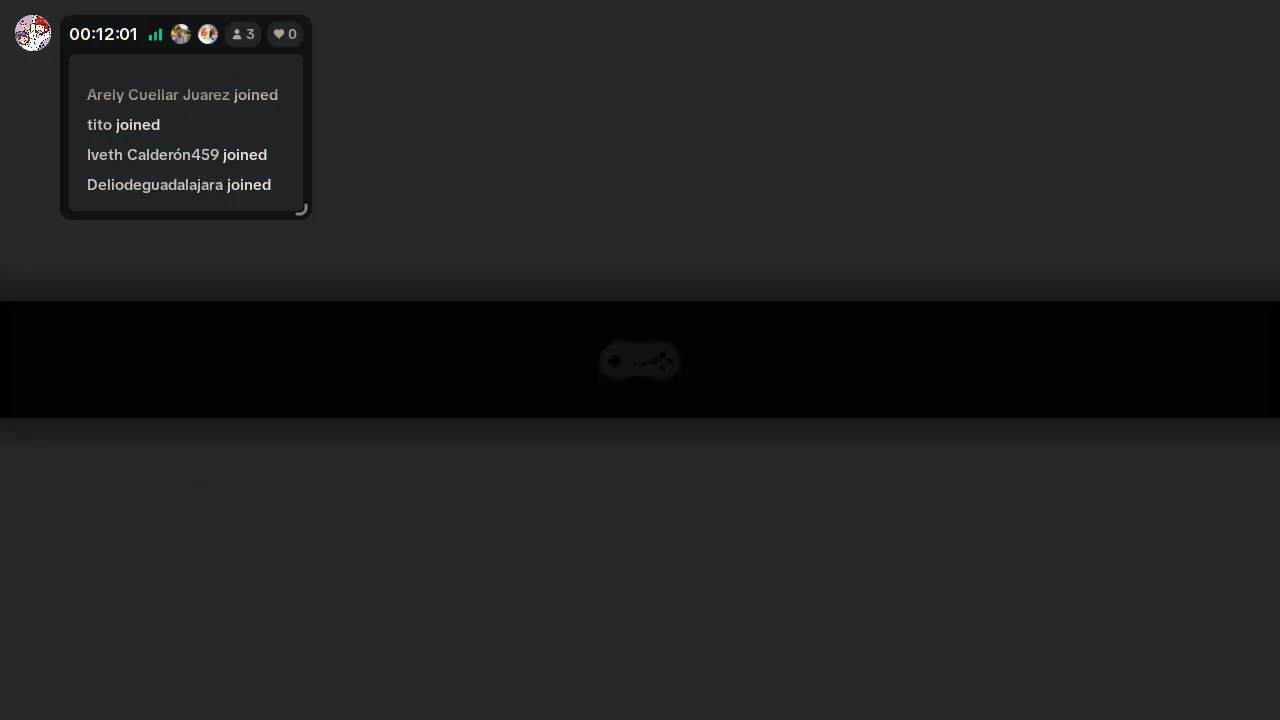 00:12:01 3 0
Arely Cuellar Juarez joined
tito joined
Iveth Calderón459 joined
Deliodeguadalajara joined